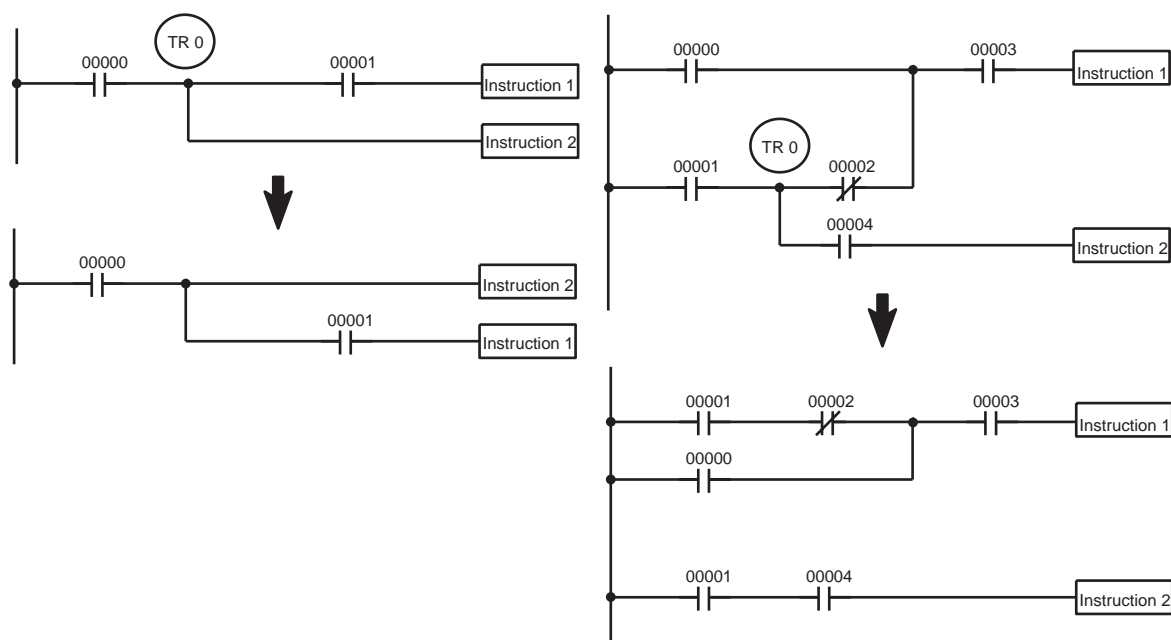 TR 0
00000
00001
Instruction 1
Instruction 2
00000
Instruction 2
00001
Instruction 1
00000
00003
Instruction 1
TR 0
00001
00002
00004
Instruction 2
00001
00002
00003
Instruction 1
00000
00001
00004
Instruction 2